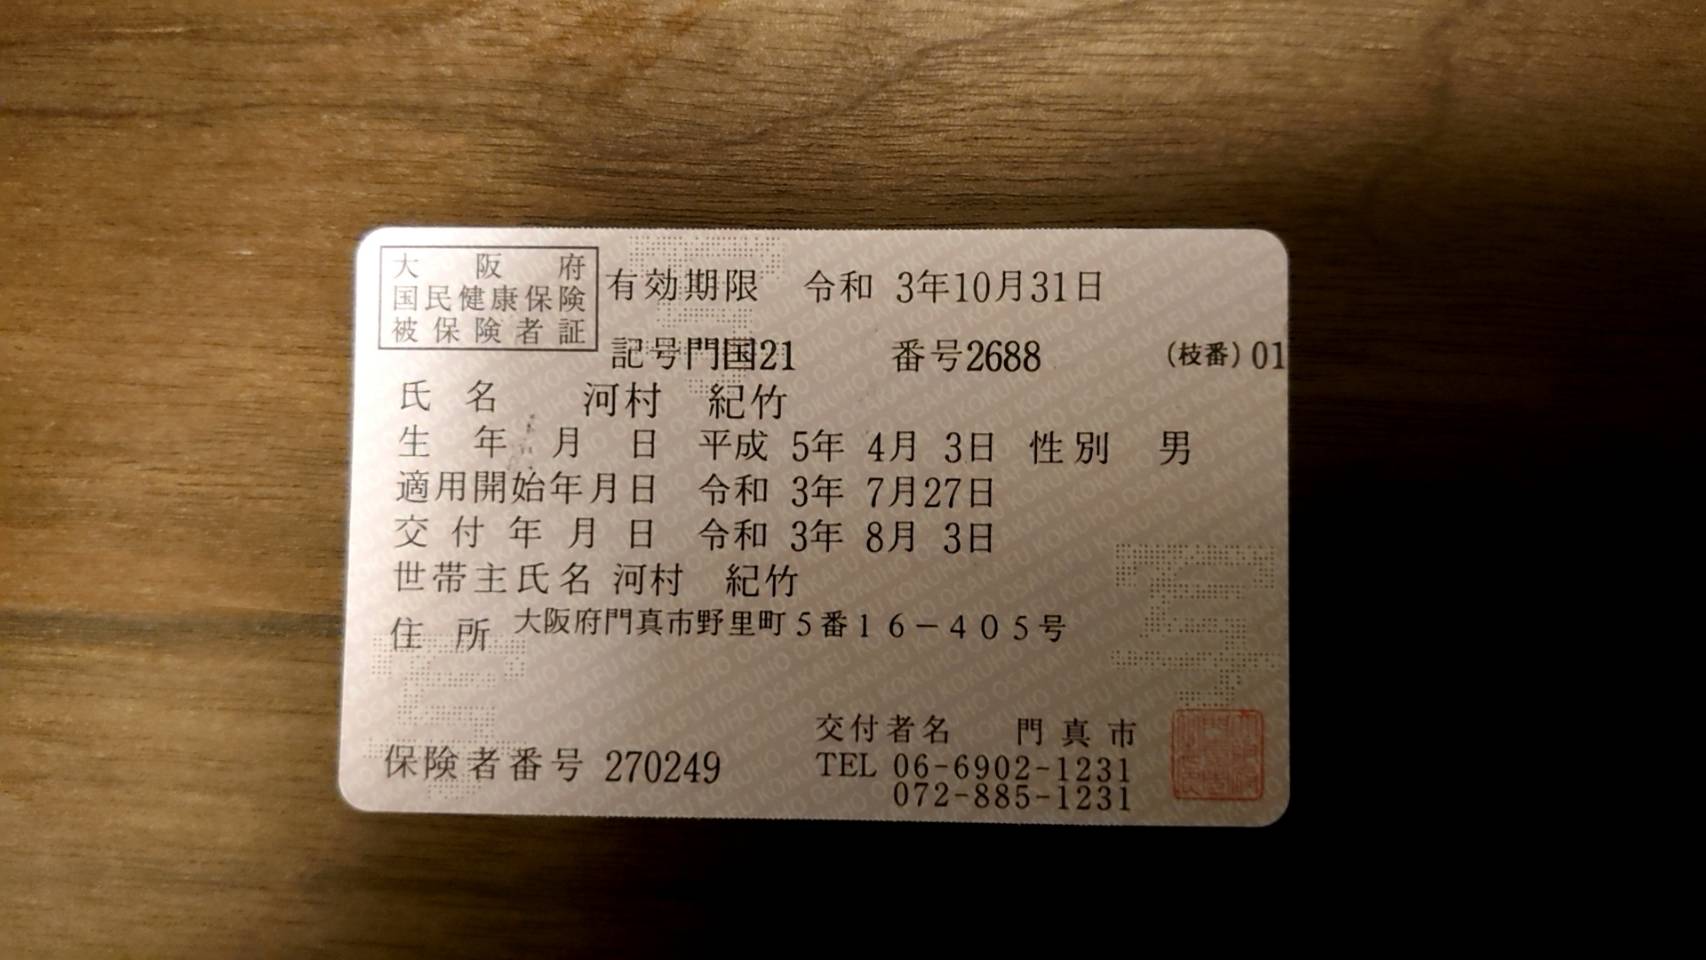 大阪府
国民健康保険
被保険者証
有効期限 令和 3年10月31日
記号門国21 番号2688 (枝番)01
氏名 河村 紀竹
生年月日 平成 5年 4月 3日 性別 男
適用開始年月日 令和 3年 7月27日
交付年月日 令和 3年 8月 3日
世帯主氏名 河村 紀竹
住所 大阪府門真市野里町5番16-405号
保険者番号 270249
交付者名 門真市
TEL 06-6902-1231
072-885-1231